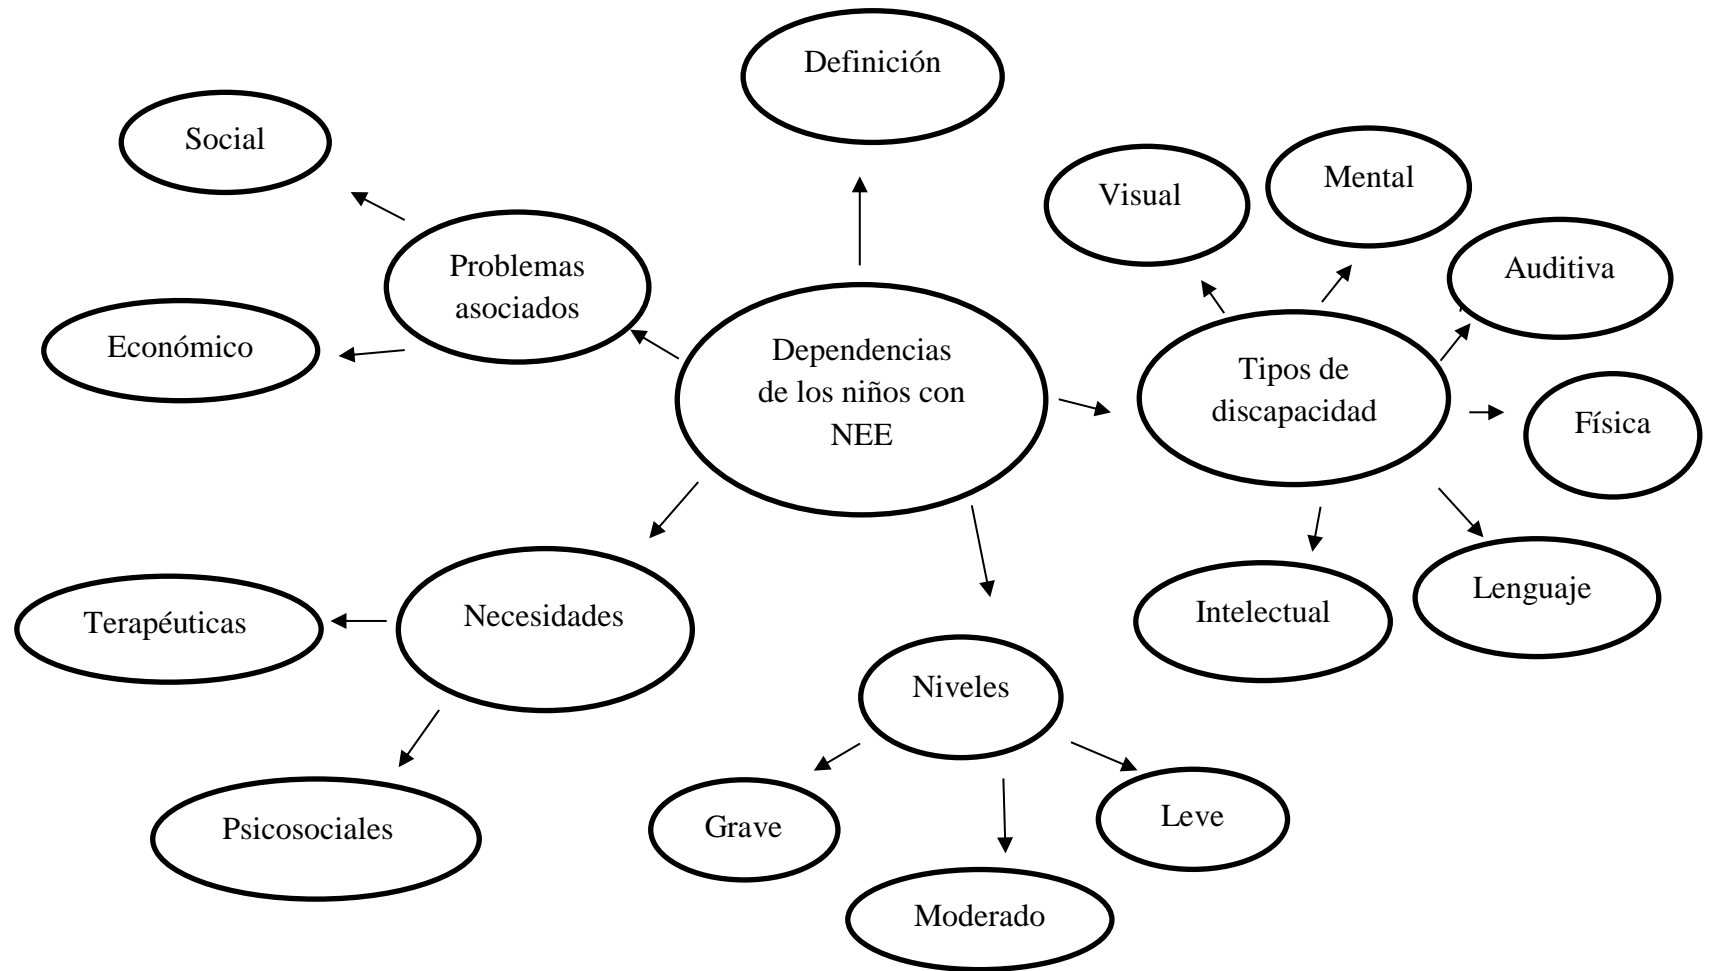 Definición
Social
Visual
Mental
Auditiva
Problemas
asociados
Económico
Dependencias
de los niños con
NEE
Tipos de
discapacidad
Física
Terapéuticas
Necesidades
Intelectual
Lenguaje
Niveles
Psicosociales
Grave
Leve
Moderado